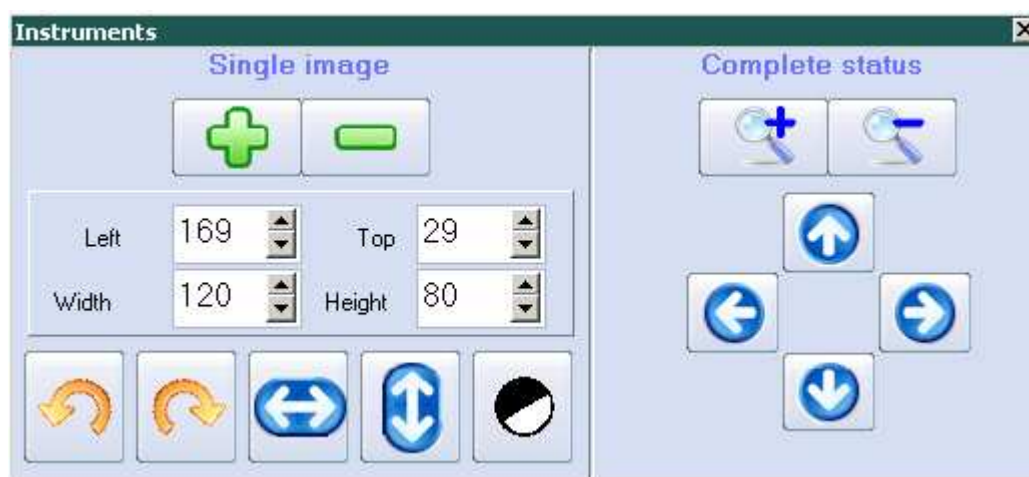 Instruments
Single image
Complete status
Left 169 Top 29
Width 120 Height 80